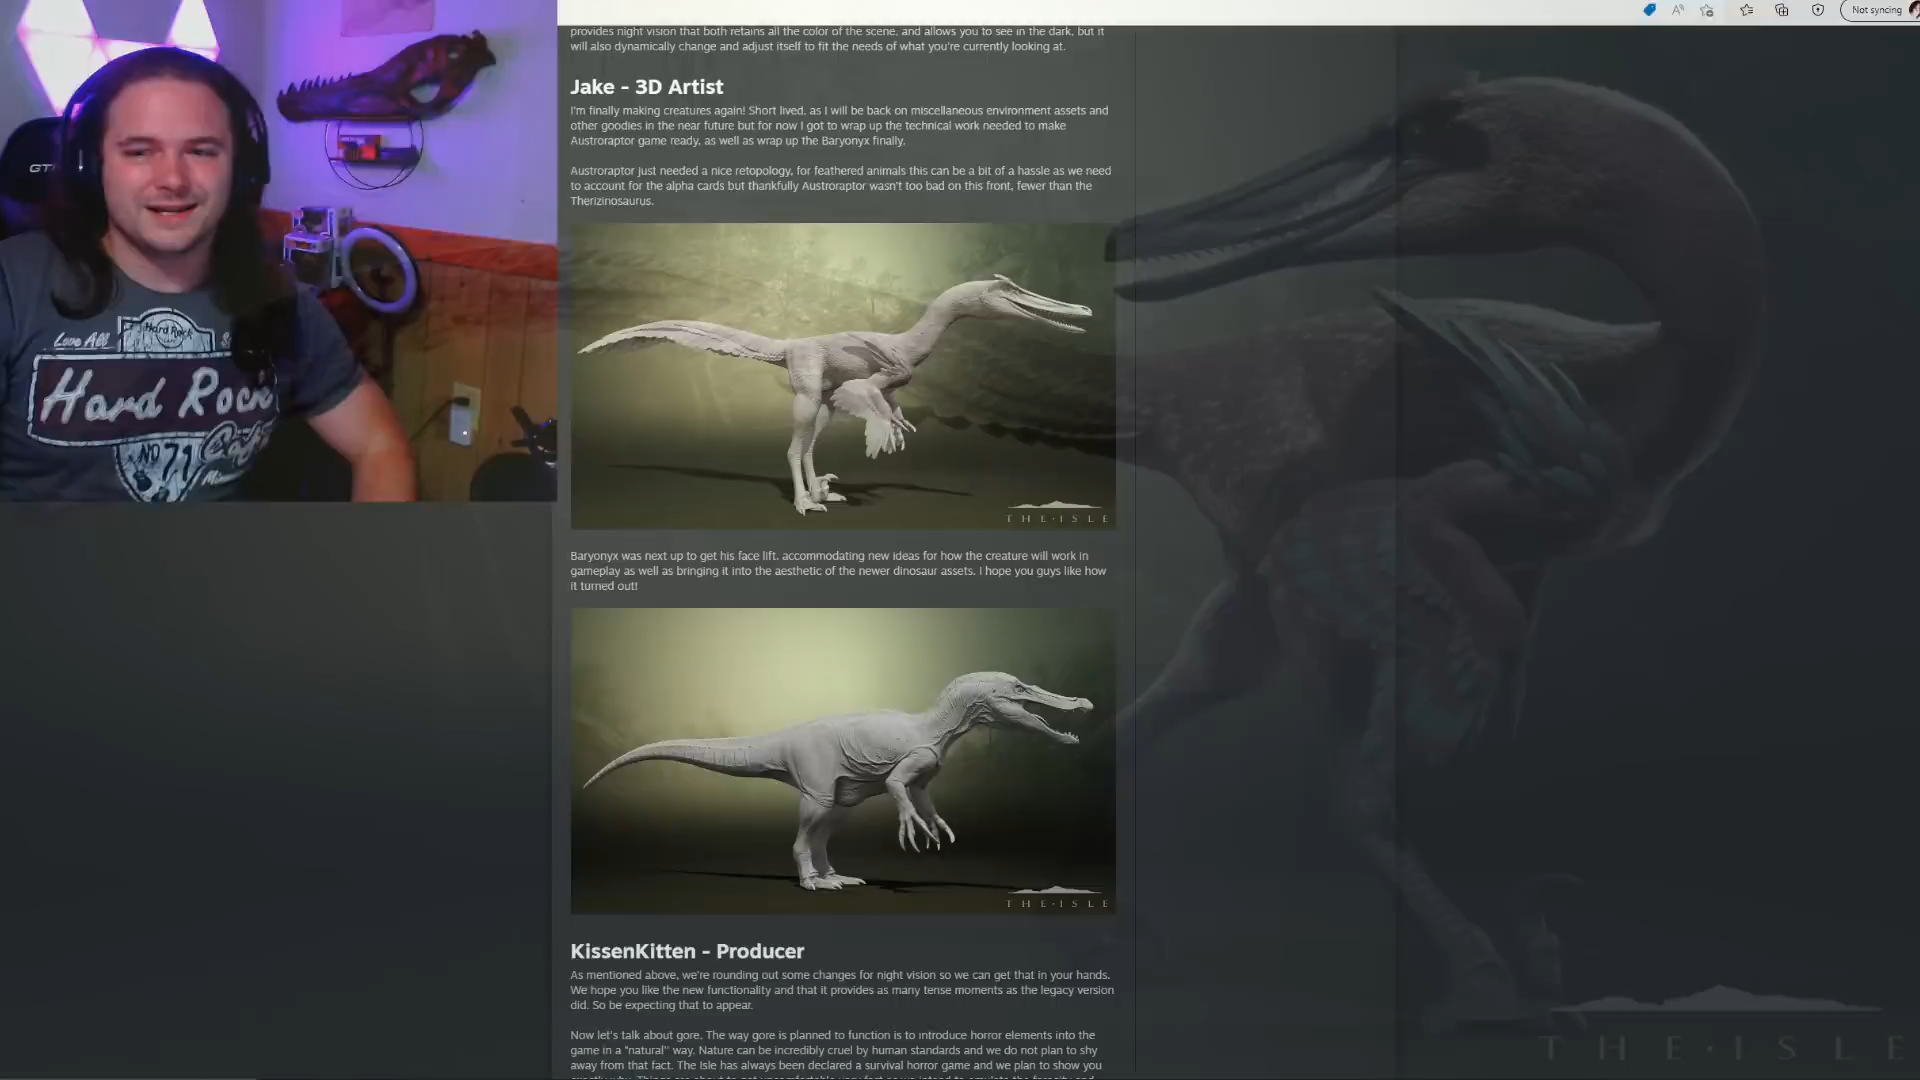 Not syncing
provides night vision that both retains all the color of the scene, and allows you to see in the dark, but it
will also dynamically change and adjust itself to fit the needs of what you're currently looking at.
Jake - 3D Artist
I'm finally making creatures again! Short lived, as I will be back on miscellaneous environment assets and
other goodies in the near future but for now I got to wrap up the technical work needed to make
Austroraptor game ready, as well as wrap up the Baryonyx finally.
Austroraptor just needed a nice retopology, for feathered animals this can be a bit of a hassle as we need
to account for the alpha cards but thankfully Austroraptor wasn't too bad on this front, fewer than the
Therizinosaurus.
THE·ISLE
Baryonyx was next up to get his face lift, accommodating new ideas for how the creature will work in
gameplay as well as bringing it into the aesthetic of the newer dinosaur assets. I hope you guys like how
it turned out!
THE·ISLE
KissenKitten - Producer
As mentioned above, we're rounding out some changes for night vision so we can get that in your hands.
We hope you like the new functionality and that it provides as many tense moments as the legacy version
did. So be expecting that to appear.
Now let's talk about gore. The way gore is planned to function is to introduce horror elements into the
game in a "natural" way. Nature can be incredibly cruel by human standards and we do not plan to shy
away from that fact. The Isle has always been declared a survival horror game and we plan to show you
THE·ISLE
GT
Love All
Hard Rock
Hard Rock
Cafe
NO 71